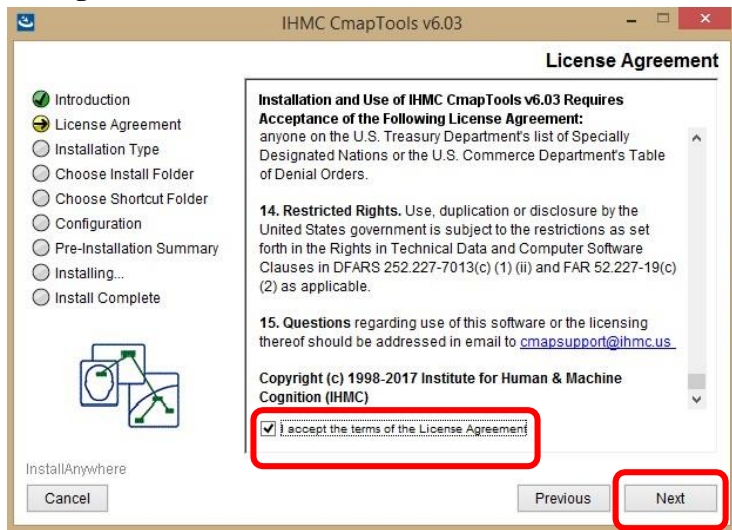 IHMC CmapTools v6.03
License Agreement
Introduction
License Agreement
Installation Type
Choose Install Folder
Choose Shortcut Folder
Configuration
Pre-Installation Summary
Installing...
Install Complete
Installation and Use of IHMC CmapTools v6.03 Requires
Acceptance of the Following License Agreement:
anyone on the U.S. Treasury Department's list of Specially
Designated Nations or the U.S. Commerce Department's Table
of Denial Orders.
14. Restricted Rights. Use, duplication or disclosure by the
United States government is subject to the restrictions as set
forth in the Rights in Technical Data and Computer Software
Clauses in DFARS 252.227-7013(c) (1) (ii) and FAR 52.227-19(c)
(2) as applicable.
15. Questions regarding use of this software or the licensing
thereof should be addressed in email to cmapsupport@ihmc.us
Copyright (c) 1998-2017 Institute for Human & Machine
Cognition (IHMC)
I accept the terms of the License Agreement
InstallAnywhere
Cancel
Previous
Next